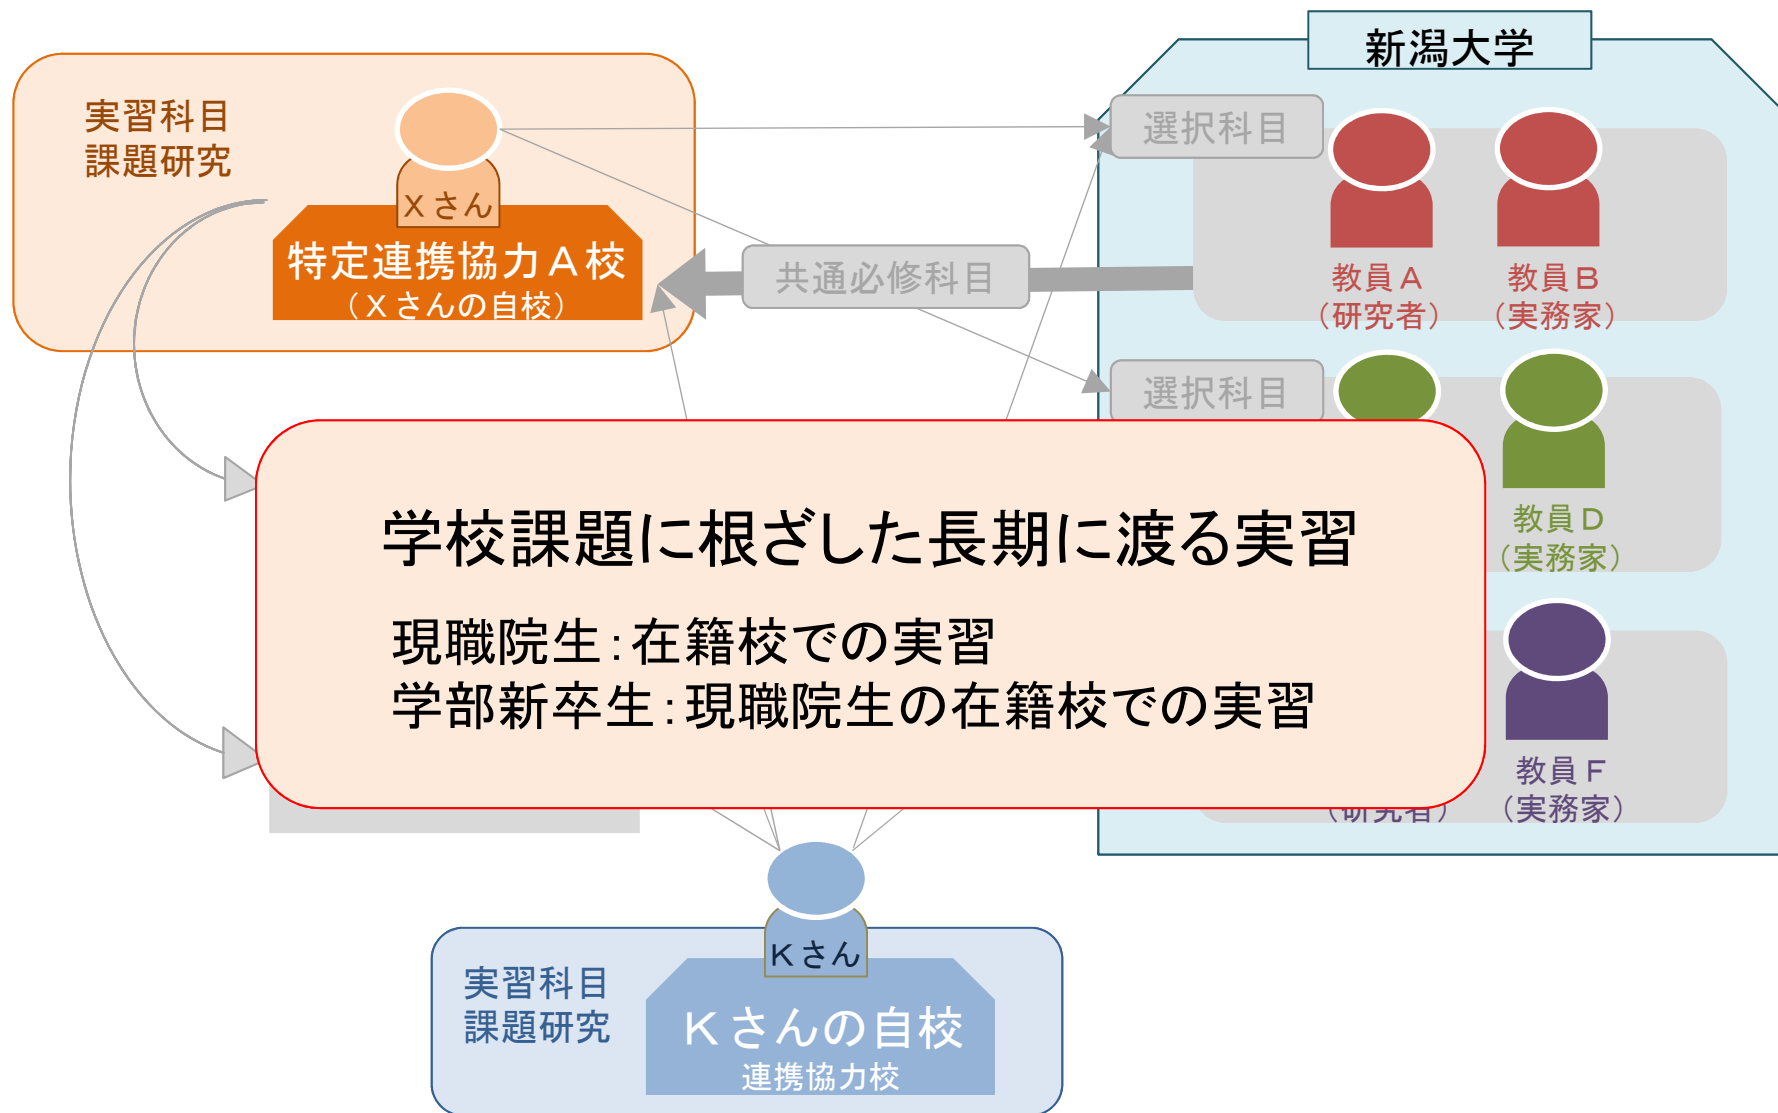 新潟大学
実習科目
課題研究
Xさん
特定連携協力A校
（Xさんの自校）
選択科目
共通必修科目
教員A
（研究者）
教員B
（実務家）
選択科目
学校課題に根ざした長期に渡る実習
現職院生：在籍校での実習
学部新卒生：現職院生の在籍校での実習
教員D
（実務家）
教員F
（実務家）
（研究者）
Kさん
実習科目
課題研究
Kさんの自校
連携協力校